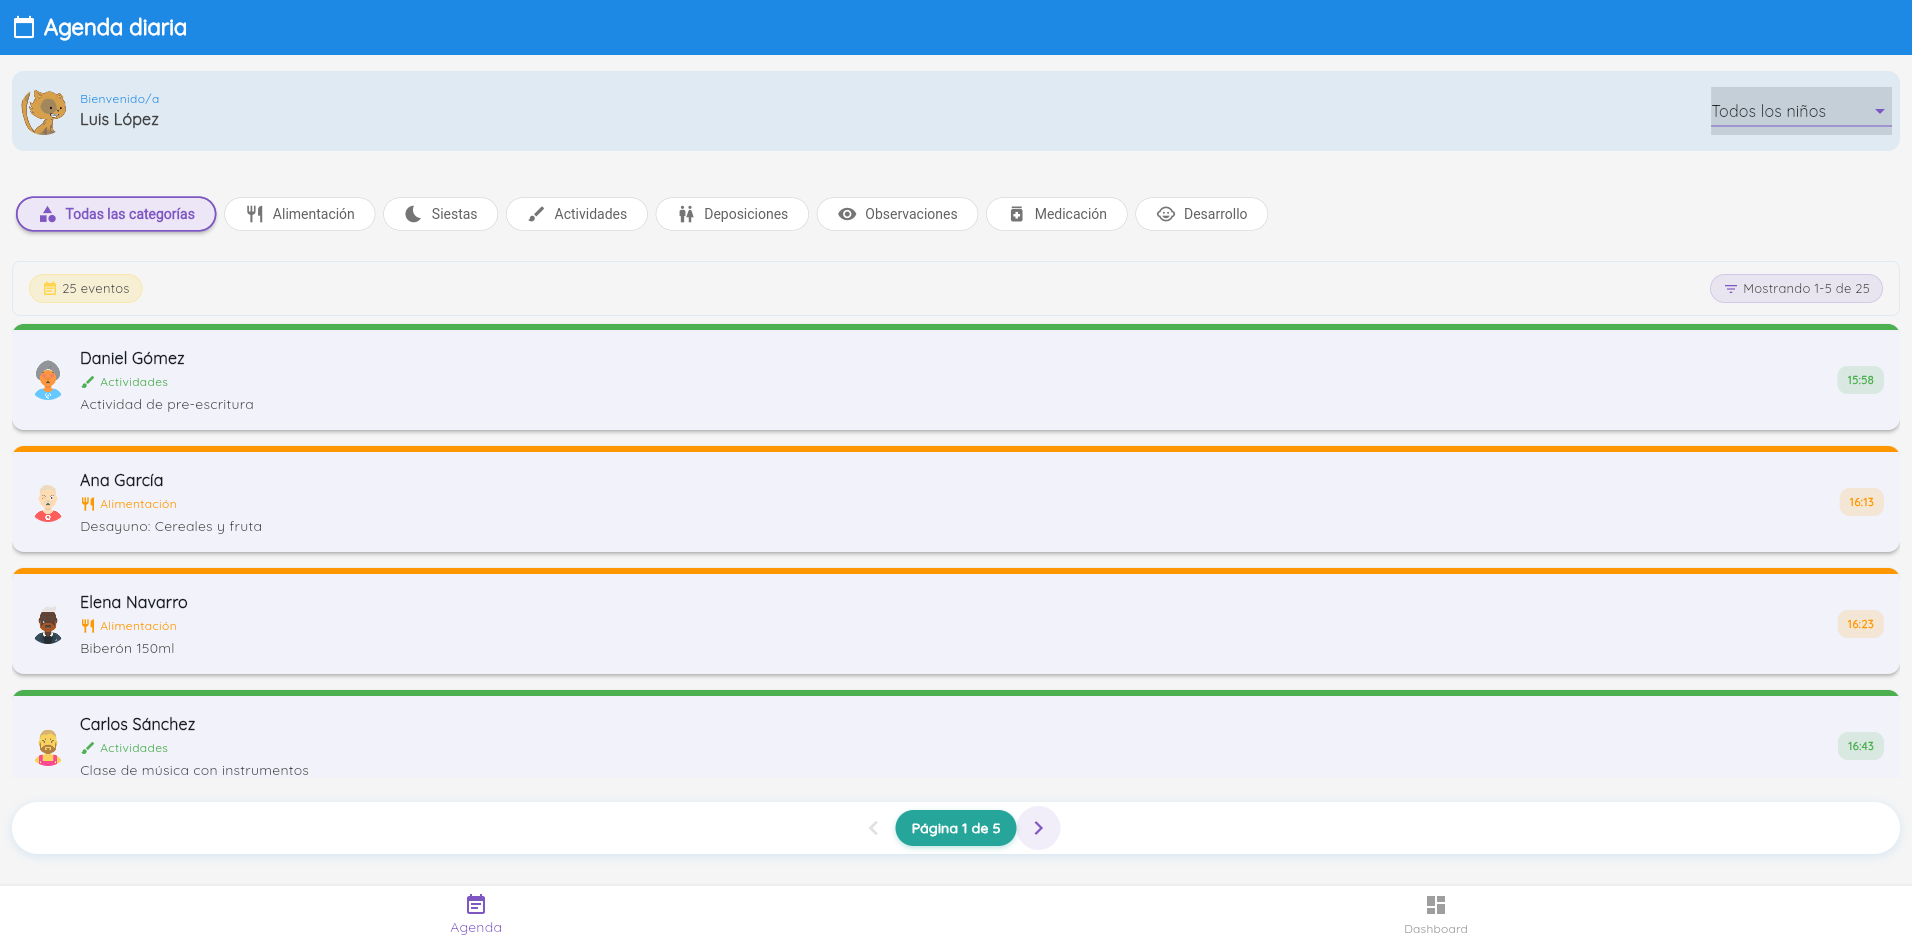 Agenda diaria
Bienvenido/a
Luis López
Todos los niños
Todas las categorías
Alimentación
Siestas
Actividades
Deposiciones
Observaciones
Medicación
Desarrollo
25 eventos
Mostrando 1-5 de 25
Daniel Gómez
Actividades
Actividad de pre-escritura
15:58
Ana García
Alimentación
Desayuno: Cereales y fruta
16:13
Elena Navarro
Alimentación
Biberón 150ml
16:23
Carlos Sánchez
Actividades
Clase de música con instrumentos
16:43
Página 1 de 5
Agenda
Dashboard